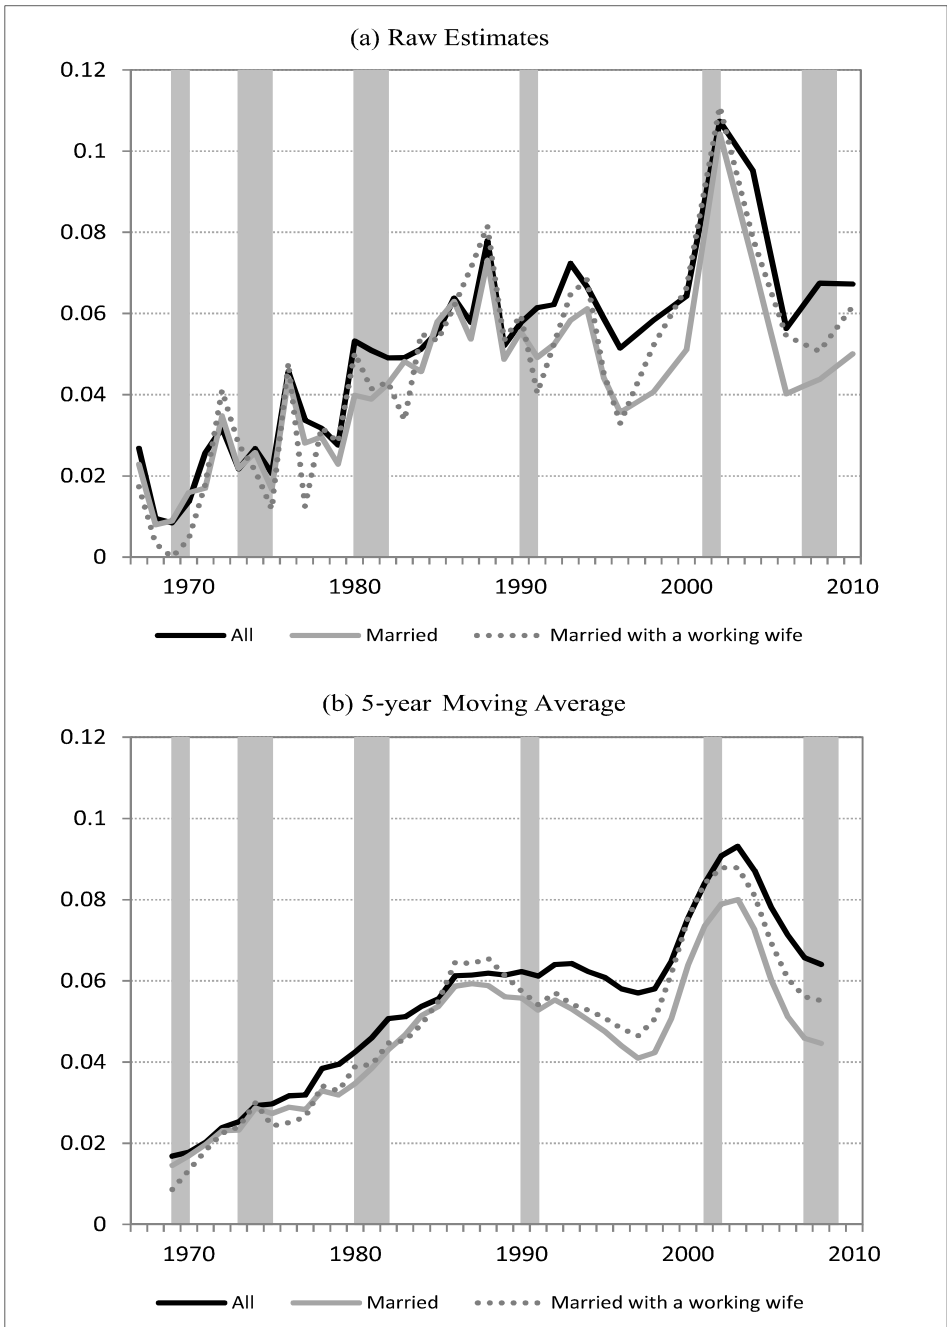 (a) Raw Estimates
0.12
0.1
0.08
0.06
0.04
0.02
0
1970 1980 1990 2000 2010
All Married Married with a working wife
(b) 5-year Moving Average
0.12
0.1
0.08
0.06
0.04
0.02
0
1970 1980 1990 2000 2010
All Married Married with a working wife